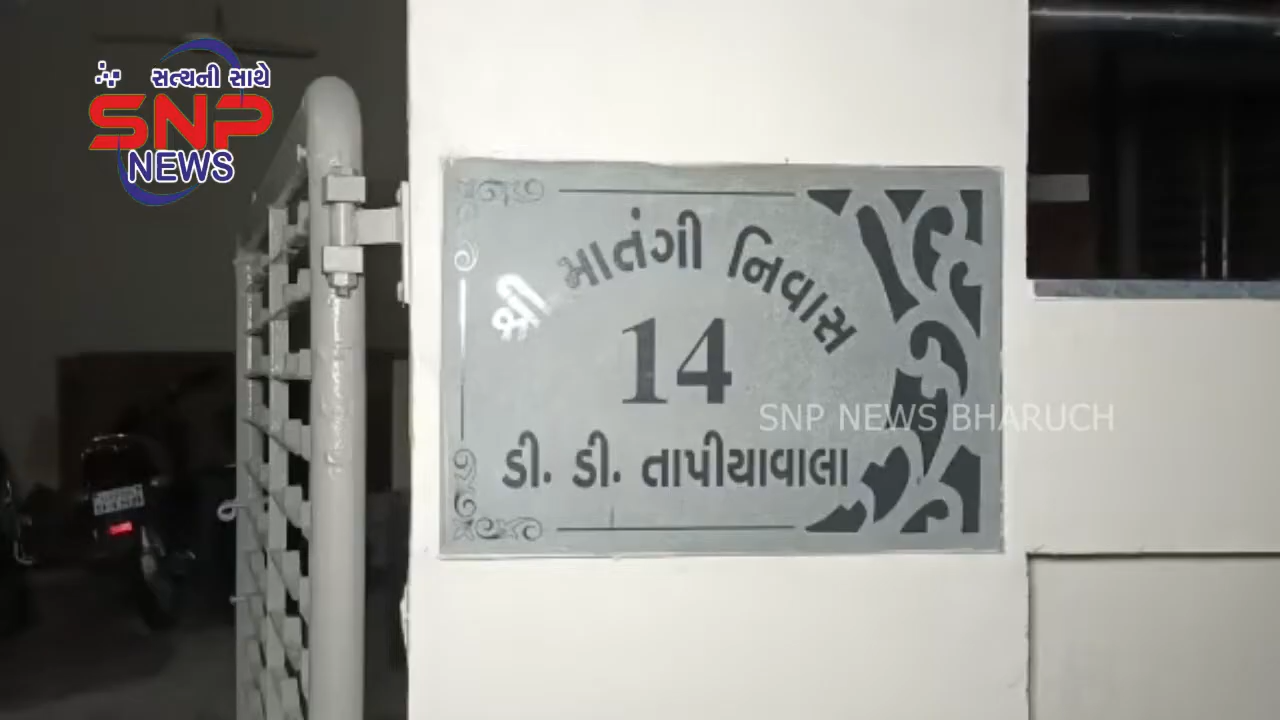 સત્યની સાથે
SNP
NEWS
શ્રી માતંગી નિવાસ
14
SNP NEWS BHARUCH
ડી. ડી. તાપીયાવાલા